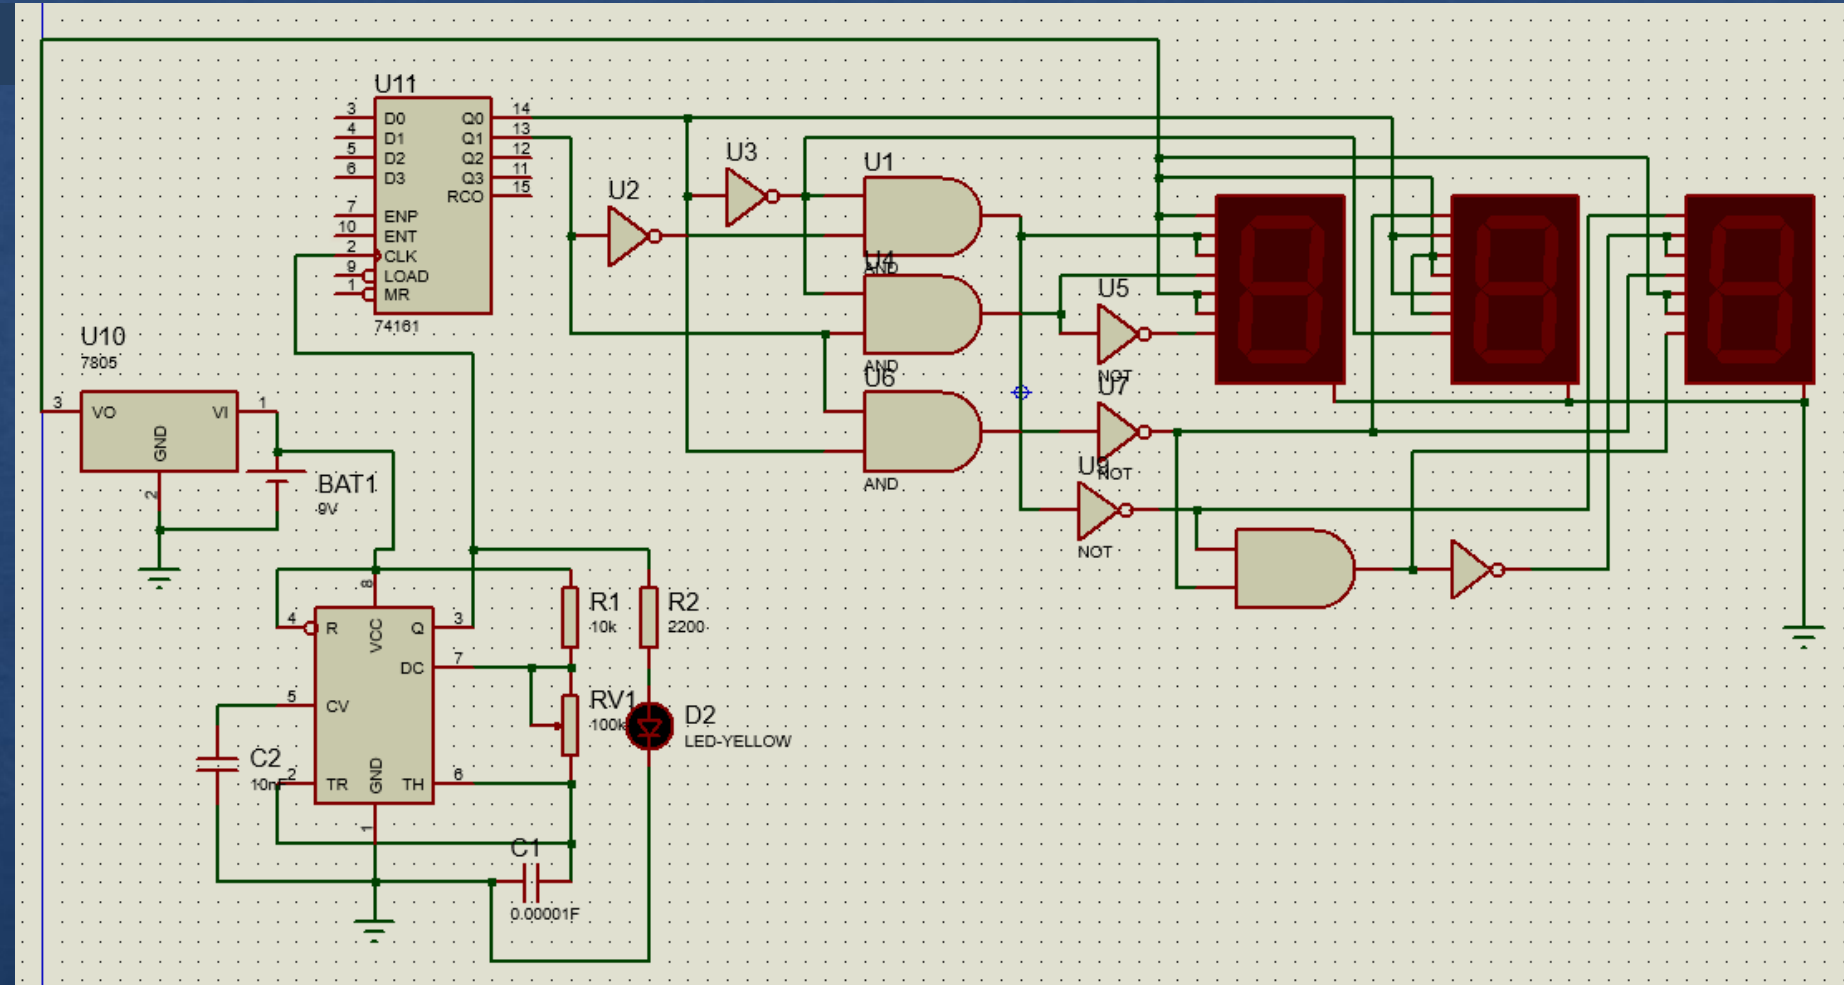 U11
3 D0 Q0 14
4 D1 Q1 13
5 D2 Q2 12
6 D3 Q3 11
RCO 15
7 ENP
10 ENT
2 CLK
9 LOAD
1 MR
74161
U2
U3
U1
AND
U4
AND
U6
AND
U5
NOT
U7
NOT
U9
NOT
U10
7805
3 VO VI 1
GND
2
BAT1
9V
8
4 R VCC Q 3
DC 7
5 CV
2 TR GND TH 6
1
R1
10k
R2
2200
RV1
100k
D2
LED-YELLOW
C2
10nF
C1
0.00001F